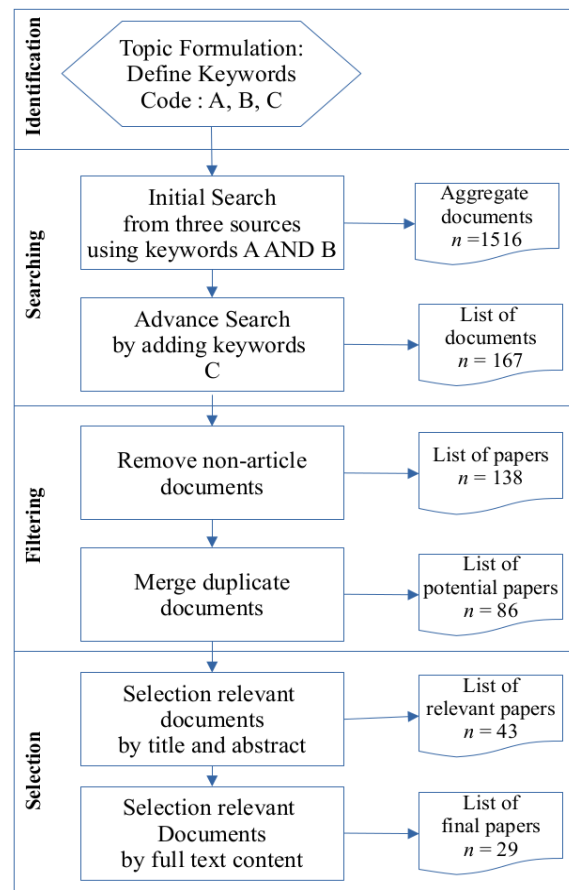 Identification
Topic Formulation:
Define Keywords
Code : A, B, C
Searching
Initial Search
from three sources
using keywords A AND B
Aggregate
documents
n =1516
Advance Search
by adding keywords
C
List of
documents
n = 167
Filtering
Remove non-article
documents
List of papers
n = 138
Merge duplicate
documents
List of
potential papers
n = 86
Selection
Selection relevant
documents
by title and abstract
List of
relevant papers
n = 43
Selection relevant
Documents
by full text content
List of
final papers
n = 29